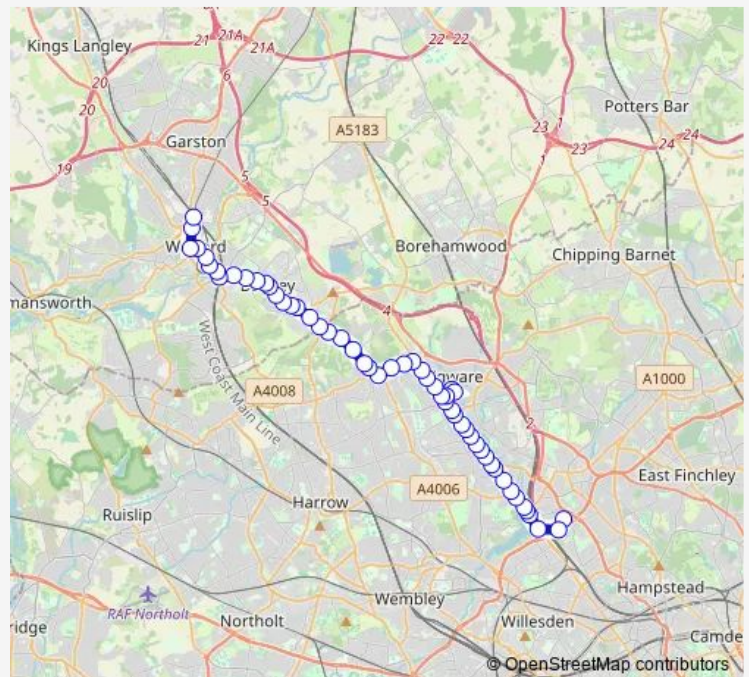 Kings Langley
21
21A
21A
22
22
20
20
6
Potters Bar
A5183
Garston
23
1
23
24
24
1
19
5
5
Borehamwood
Chipping Barnet
mansworth
4
West Coast Main Line
A4008
A1000
East Finchley
A4006
Harrow
Ruislip
Hampstead
RAF Northolt
Wembley
ridge
Northolt
Willesden
Camde
© OpenStreetMap contributors